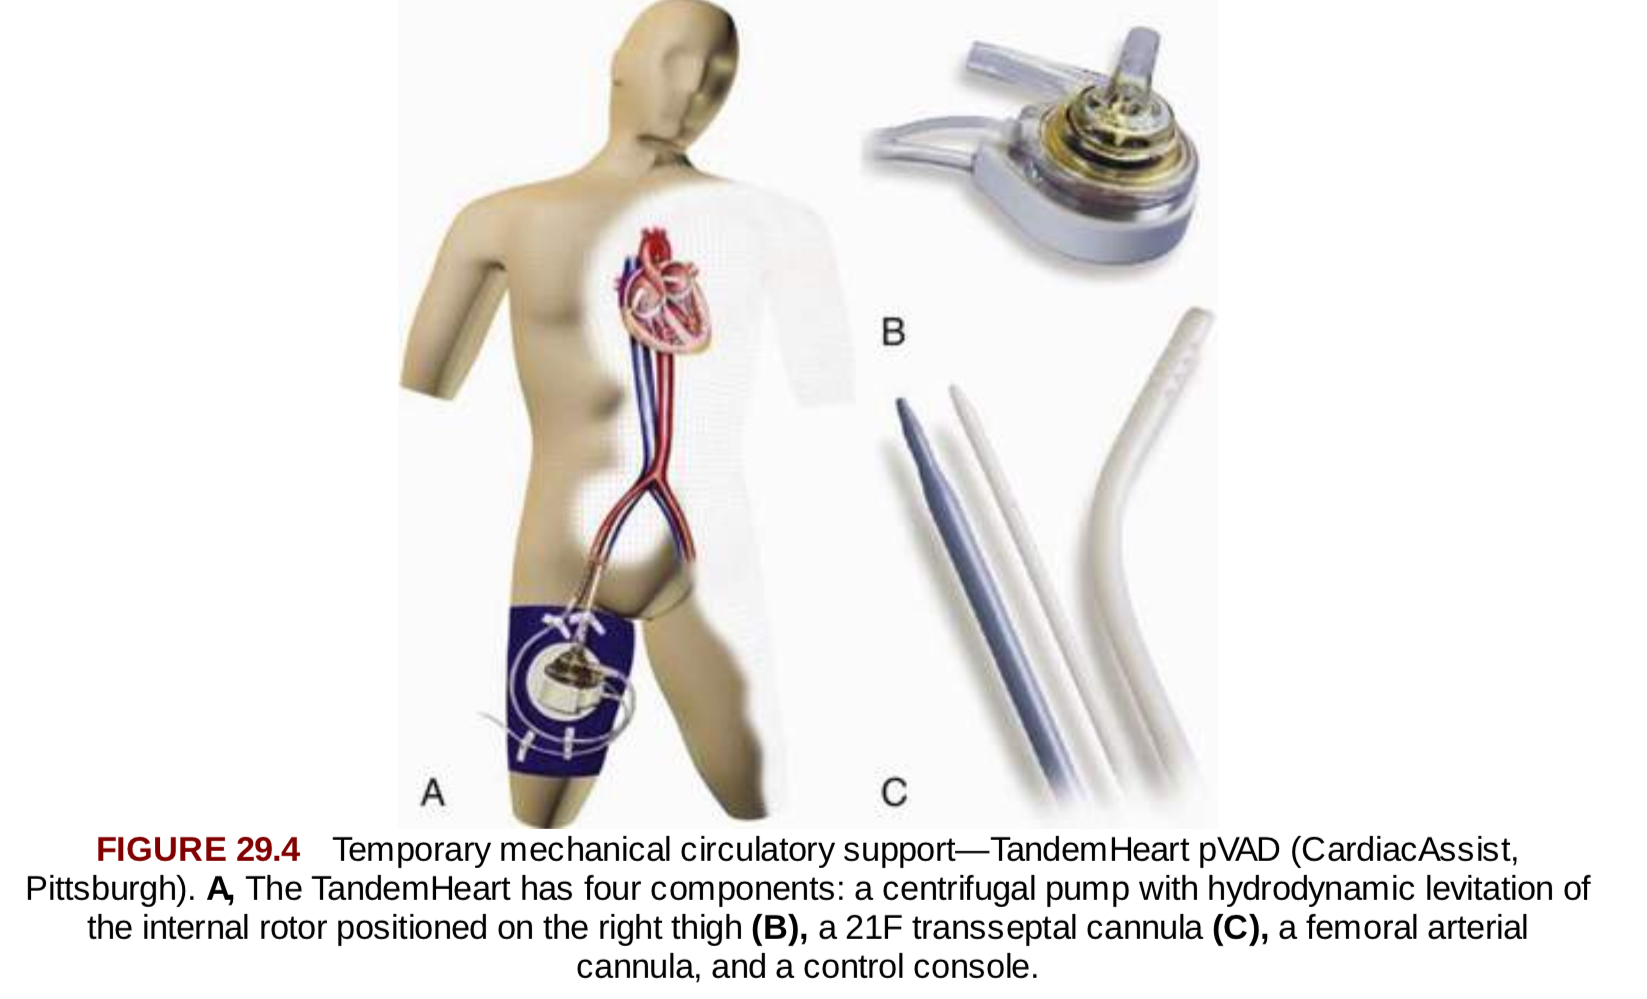 B
A
C
FIGURE 29.4 Temporary mechanical circulatory support—TandemHeart pVAD (CardiacAssist,
Pittsburgh). A, The TandemHeart has four components: a centrifugal pump with hydrodynamic levitation of
the internal rotor positioned on the right thigh (B), a 21F transseptal cannula (C), a femoral arterial
cannula, and a control console.